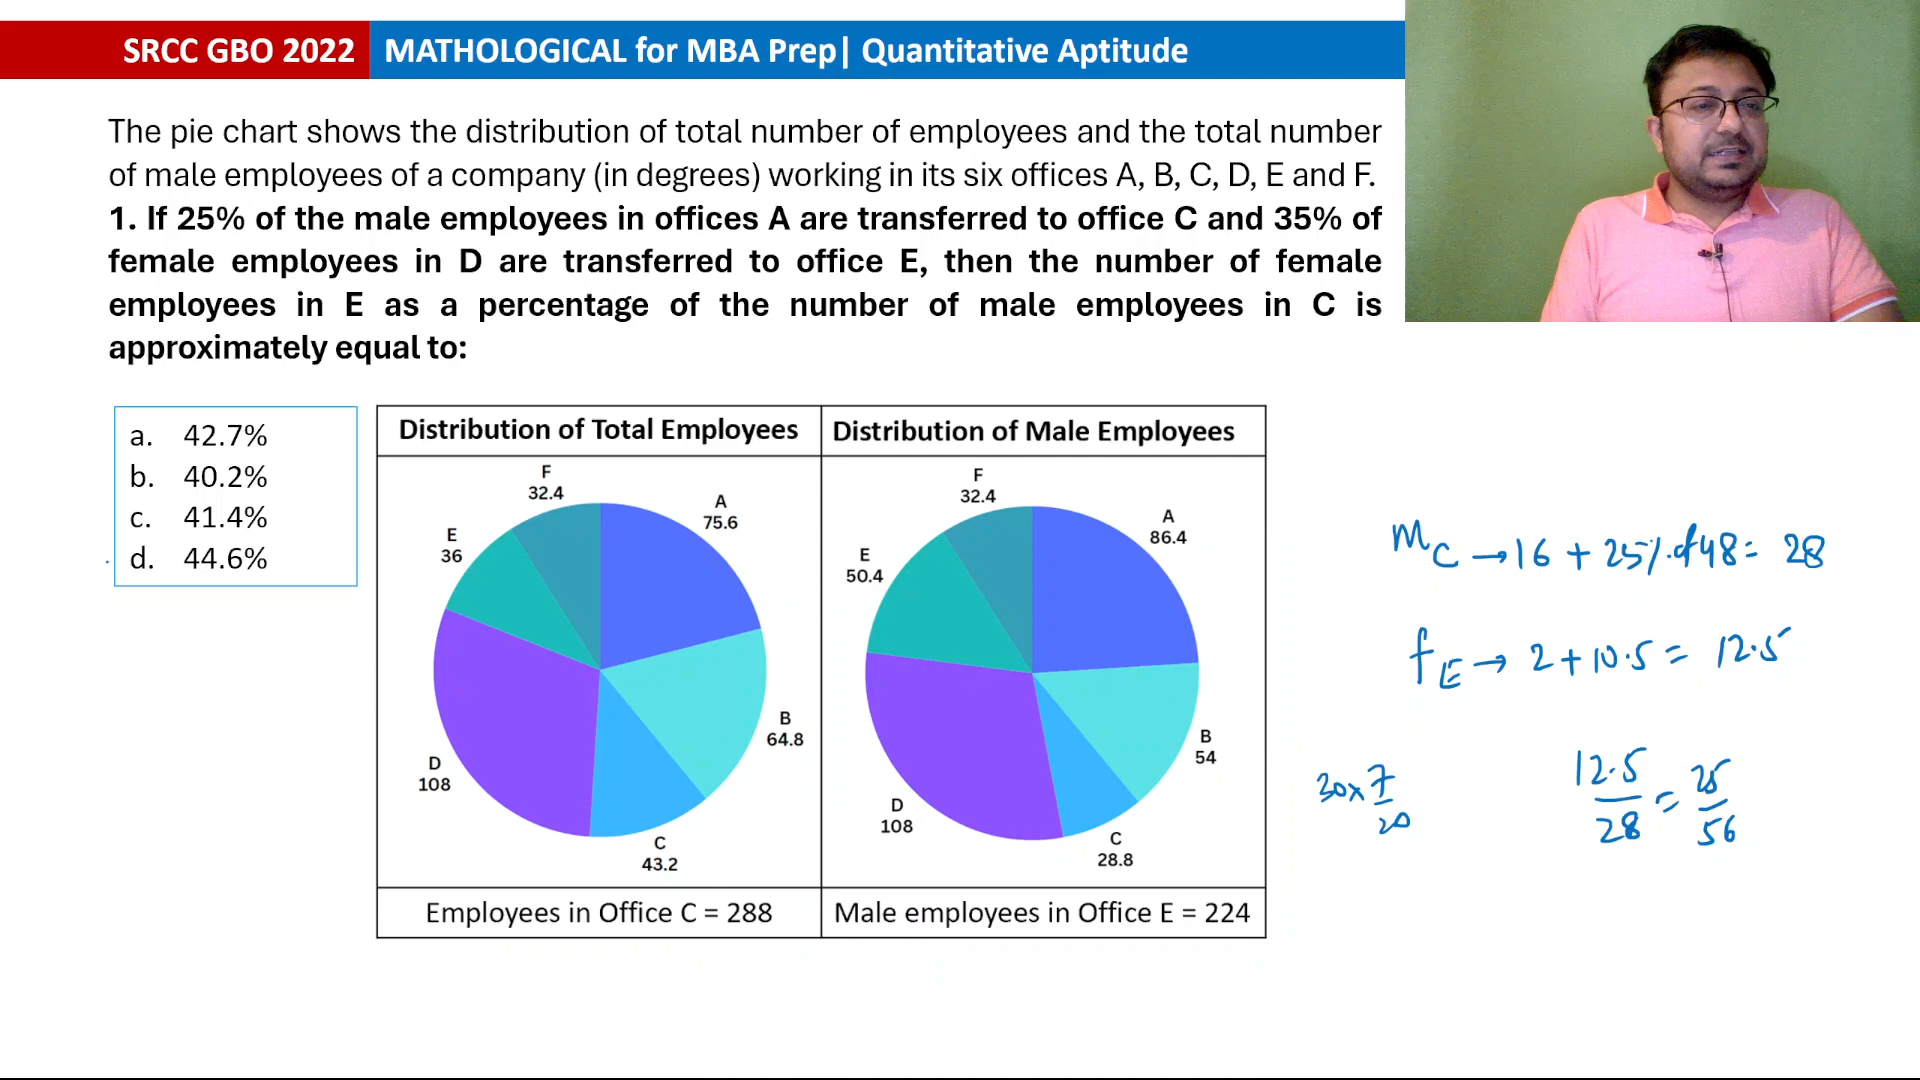 SRCC GBO 2022 MATHOLOGICAL for MBA Prep| Quantitative Aptitude
The pie chart shows the distribution of total number of employees and the total number
of male employees of a company (in degrees) working in its six offices A, B, C, D, E and F.
1. If 25% of the male employees in offices A are transferred to office C and 35% of
female employees in D are transferred to office E, then the number of female
employees in E as a percentage of the number of male employees in C is
approximately equal to:
a. 42.7%
b. 40.2%
c. 41.4%
d. 44.6%
Distribution of Total Employees
F
32.4
A
75.6
E
36
B
64.8
D
108
C
43.2
Employees in Office C = 288
Distribution of Male Employees
F
32.4
A
86.4
E
50.4
B
54
D
108
C
28.8
Male employees in Office E = 224
M_C → 16 + 25% of 48 = 28
f_E → 2 + 10.5 = 12.5
30 x 7/20
12.5/28 = 25/56